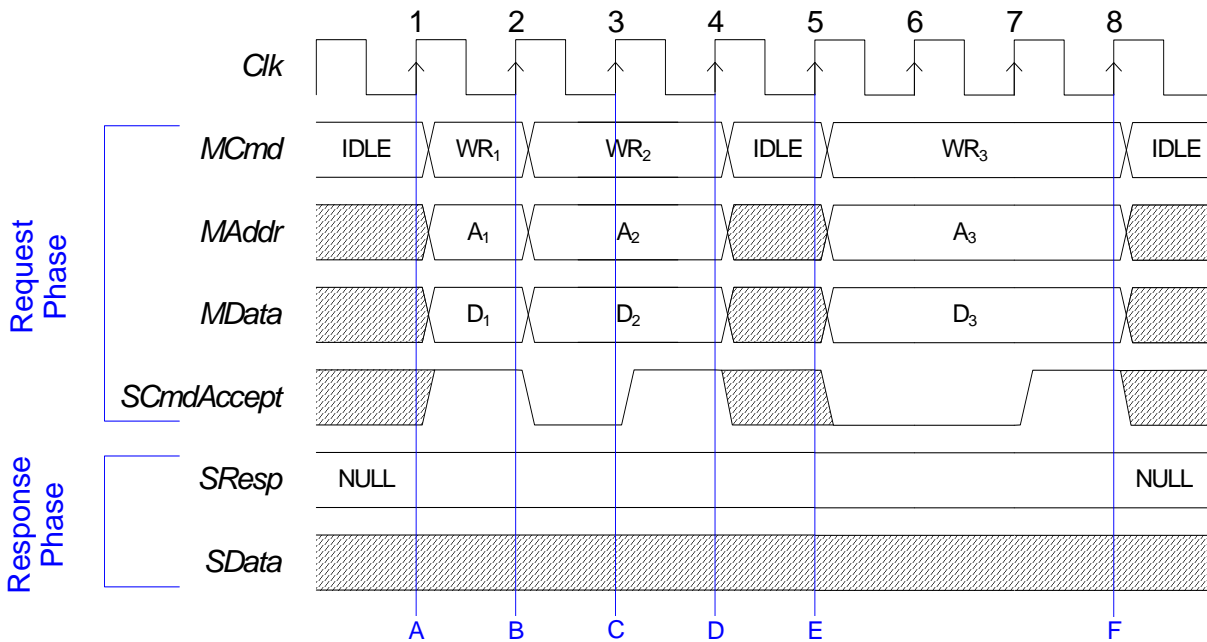 1 2 3 4 5 6 7 8
Clk
Request Phase
MCmd IDLE WR₁ WR₂ IDLE WR₃ IDLE
MAddr A₁ A₂ A₃
MData D₁ D₂ D₃
SCmdAccept
Response Phase
SResp NULL NULL
SData
A B C D E F